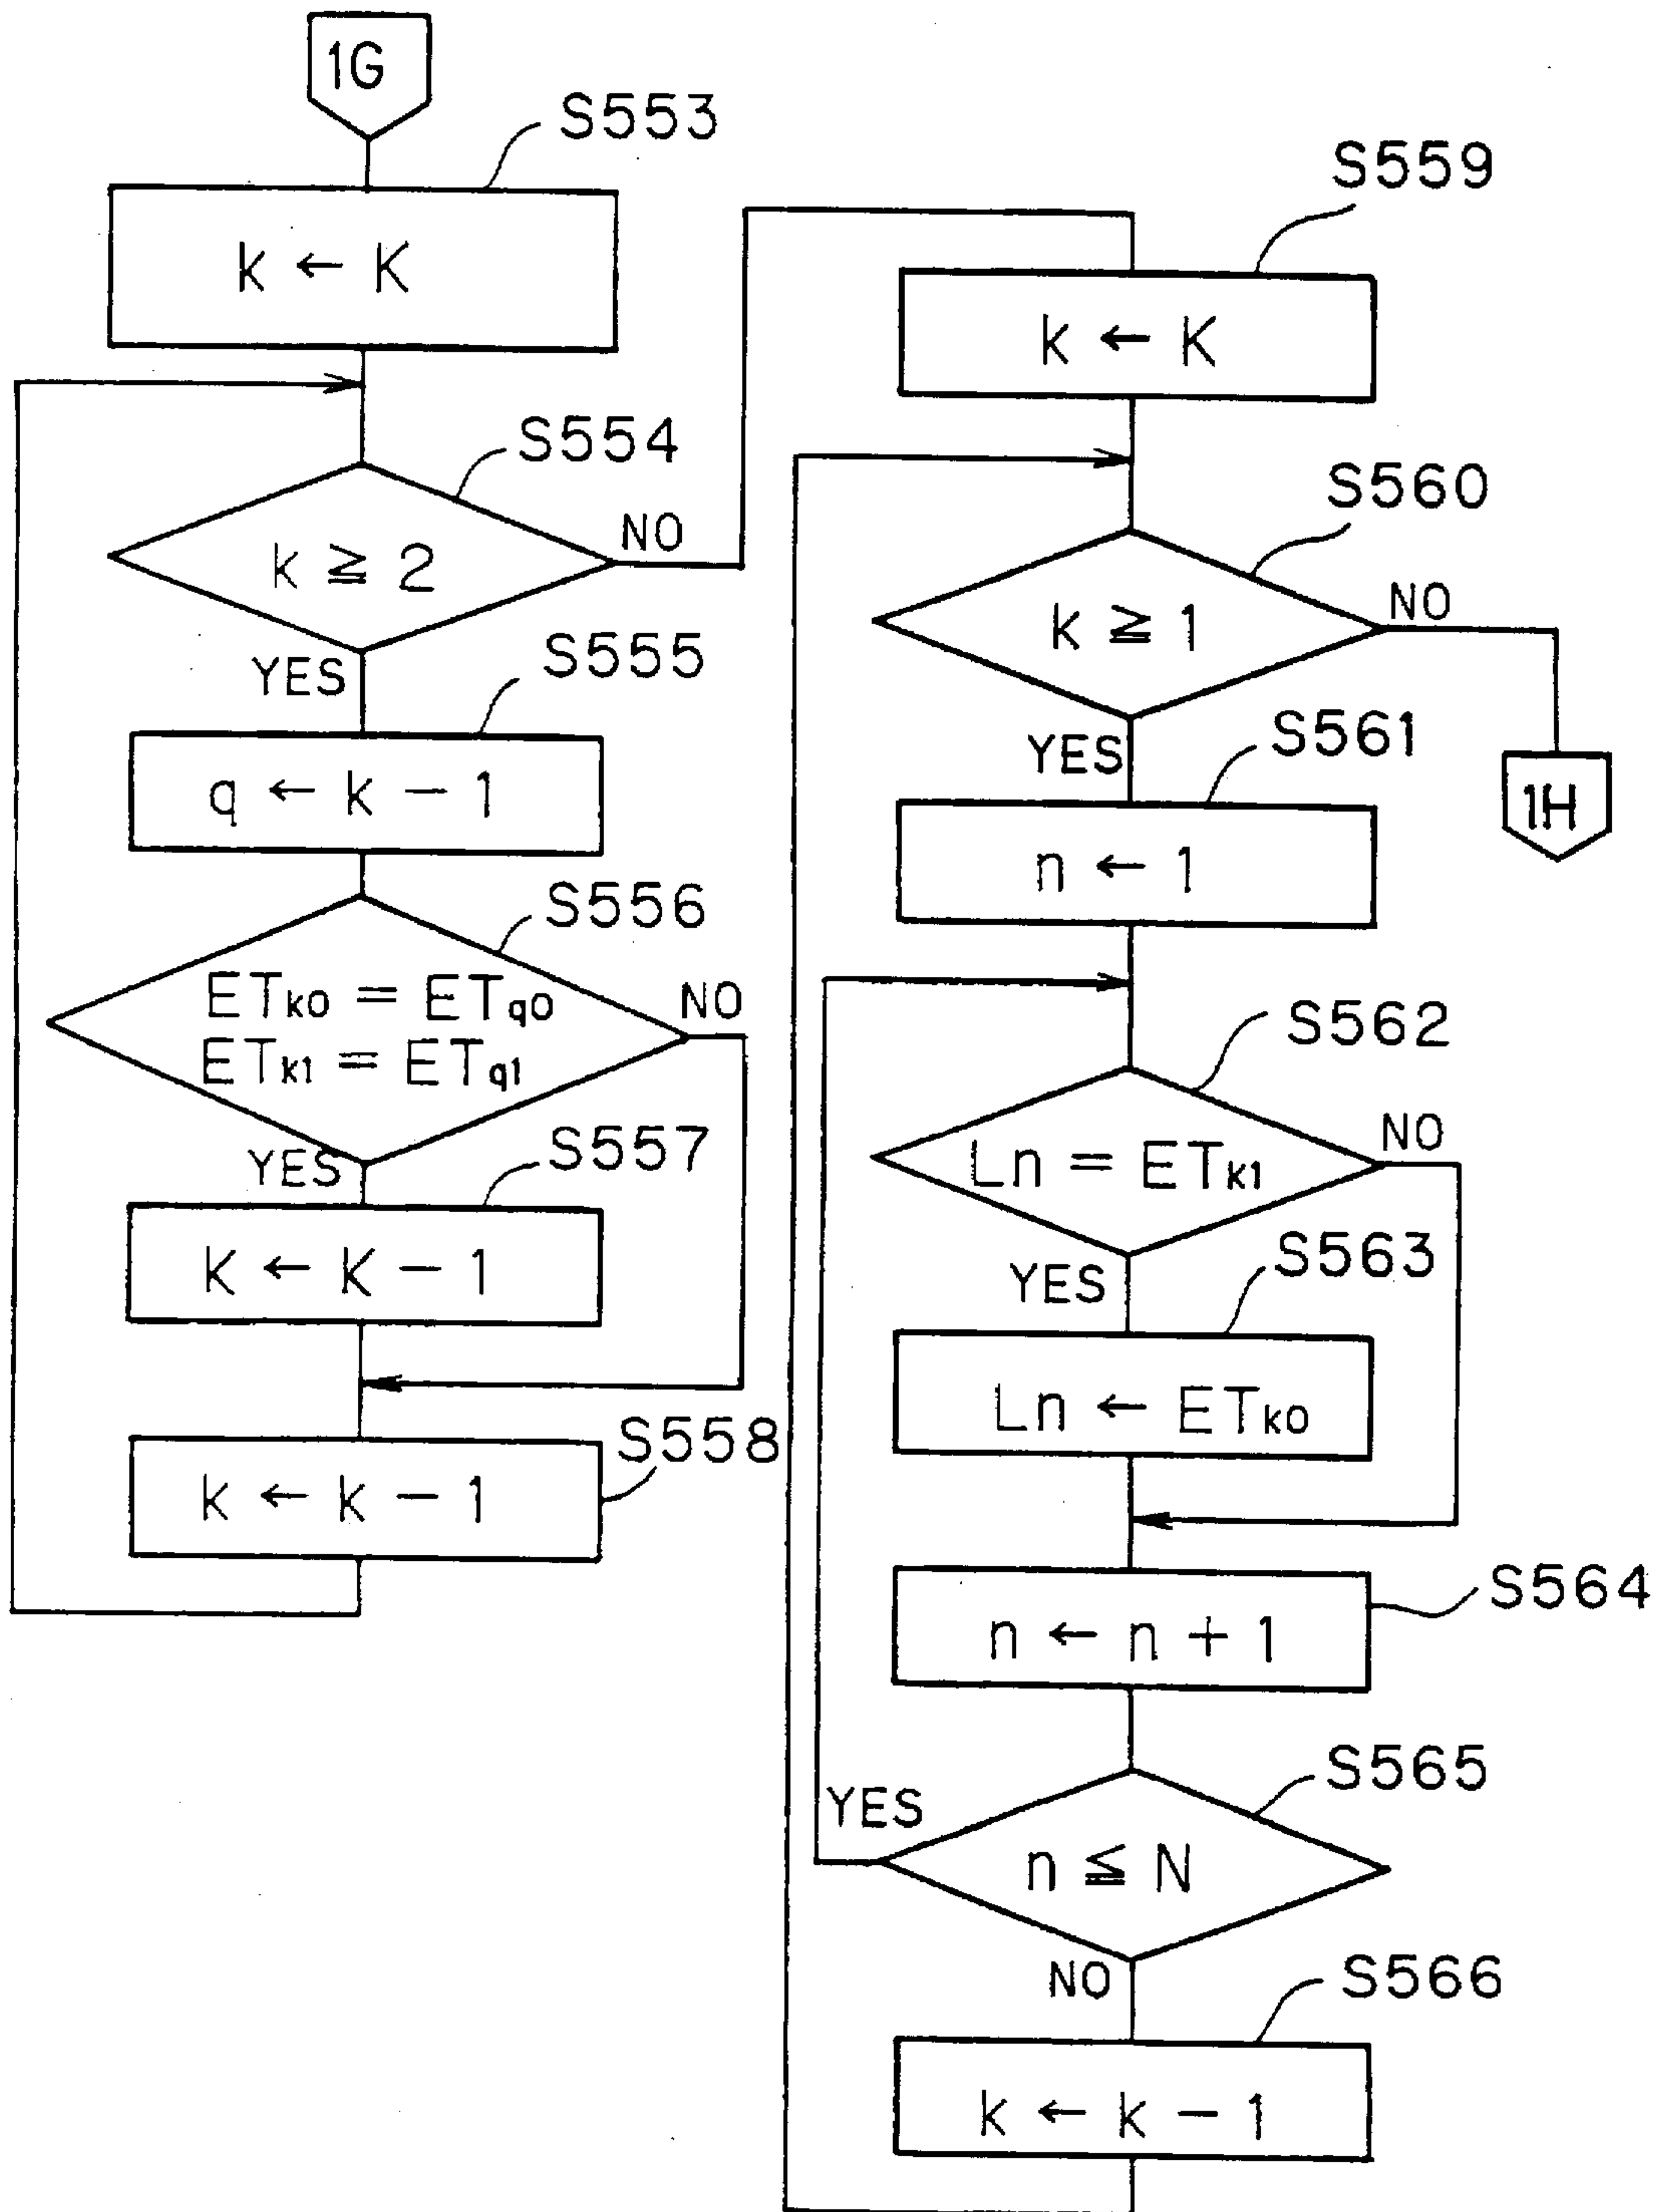 1G
S553
k ← K
S554
k ≧ 2
NO
YES
S555
q ← k − 1
S556
ETk0 = ETq0
ETk1 = ETq1
NO
YES
S557
K ← K − 1
S558
k ← k − 1
S559
k ← K
S560
k ≧ 1
NO
1H
YES
S561
n ← 1
S562
Ln = ETk1
NO
YES
S563
Ln ← ETk0
S564
n ← n + 1
S565
YES
n ≦ N
NO
S566
k ← k − 1